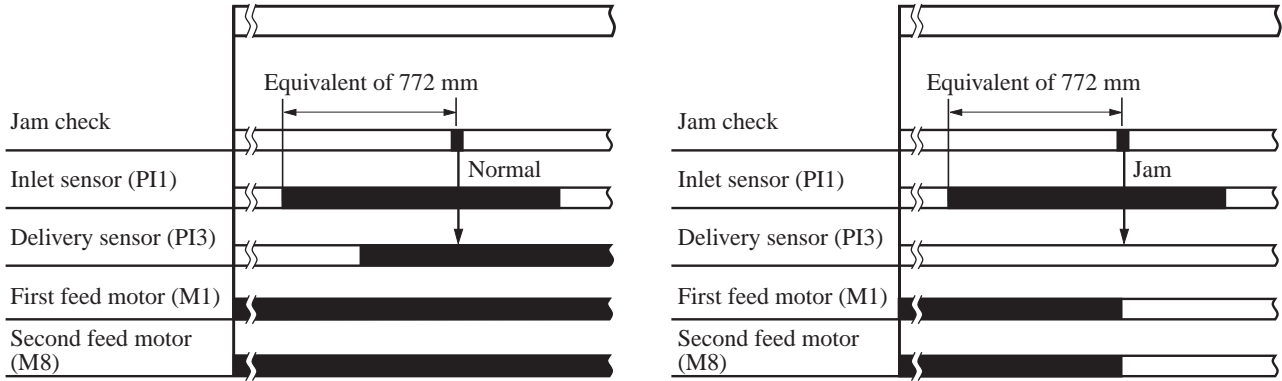 Equivalent of 772 mm
Jam check
Inlet sensor (PI1)
Normal
Delivery sensor (PI3)
First feed motor (M1)
Second feed motor
(M8)
Equivalent of 772 mm
Jam check
Inlet sensor (PI1)
Jam
Delivery sensor (PI3)
First feed motor (M1)
Second feed motor
(M8)